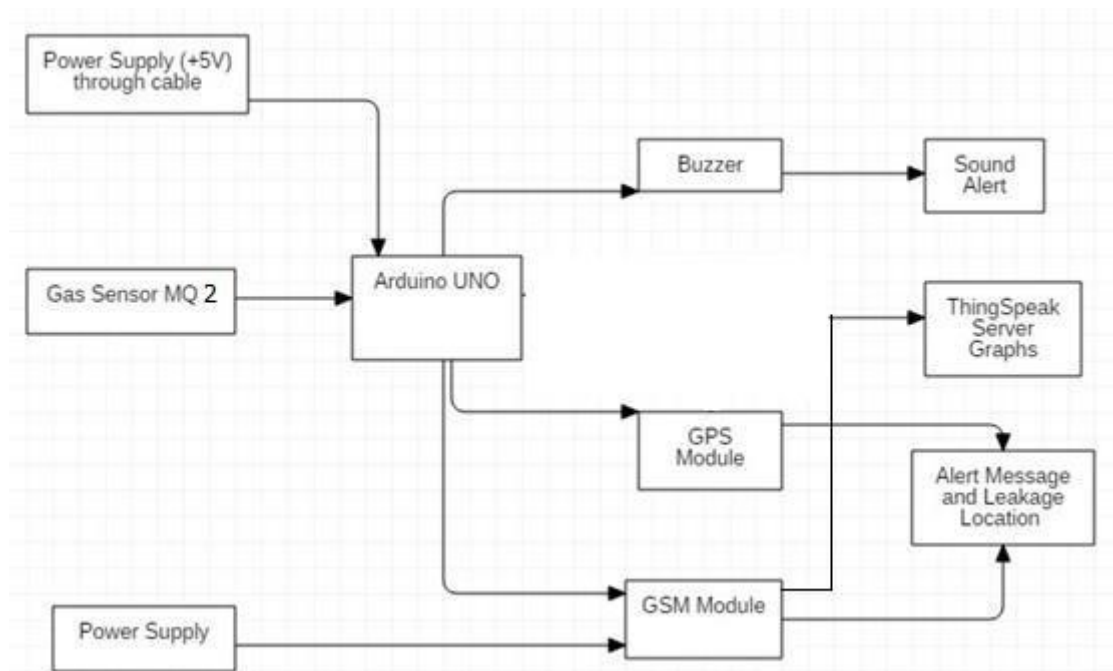 Power Supply (+5V)
through cable
Buzzer
Sound
Alert
Arduino UNO
Gas Sensor MQ 2
ThingSpeak
Server
Graphs
GPS
Module
Alert Message
and Leakage
Location
GSM Module
Power Supply